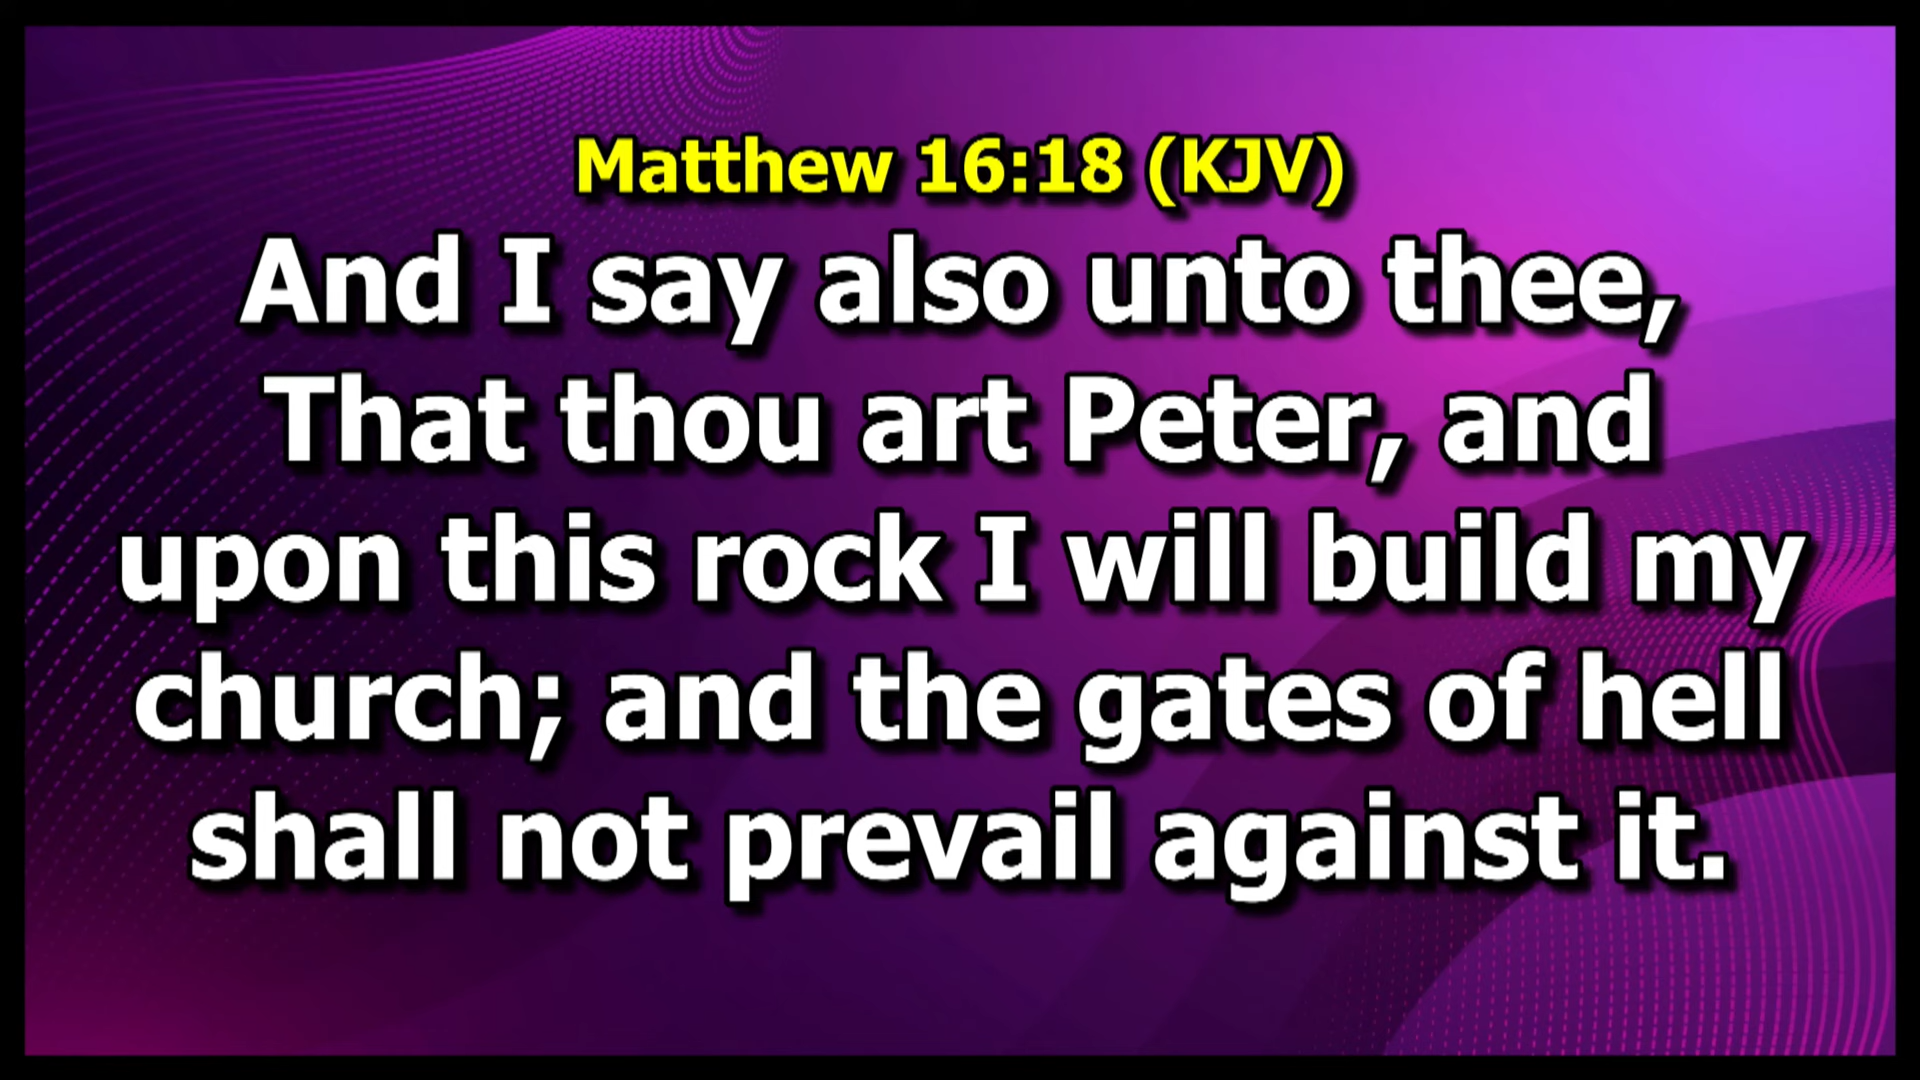 Matthew 16:18 (KJV)
And I say also unto thee,
That thou art Peter, and
upon this rock I will build my
church; and the gates of hell
shall not prevail against it.